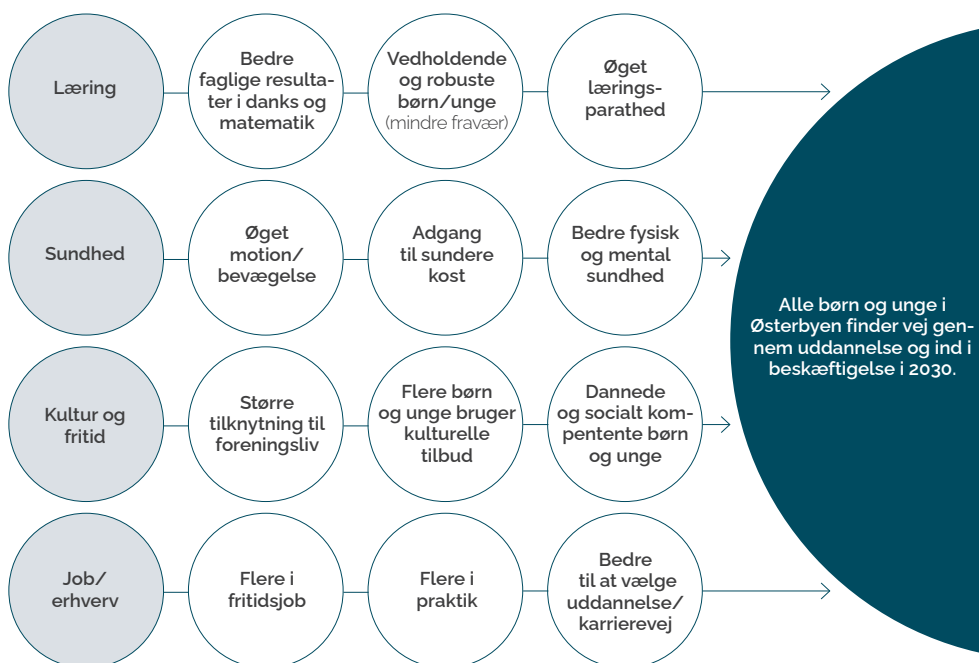 Læring
Bedre
faglige resulta-
ter i danks og
matematik
Vedholdende
og robuste
børn/unge
(mindre fravær)
Øget
lærings-
parathed
Sundhed
Øget
motion/
bevægelse
Adgang
til sundere
kost
Bedre fysisk
og mental
sundhed
Kultur og
fritid
Større
tilknytning til
foreningsliv
Flere børn
og unge bruger
kulturelle
tilbud
Dannede
og socialt kom-
pentente børn
og unge
Job/
erhverv
Flere i
fritidsjob
Flere i
praktik
Bedre
til at vælge
uddannelse/
karrierevej
Alle børn og unge i
Østerbyen finder vej gen-
nem uddannelse og ind i
beskæftigelse i 2030.